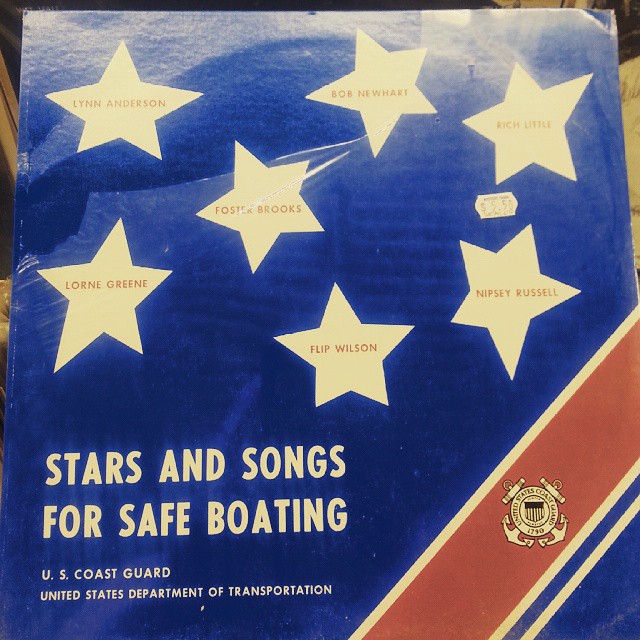 LYNN ANDERSON
BOB NEWHART
RICH LITTLE
FOSTER BROOKS
LORNE GREENE
NIPSEY RUSSELL
FLIP WILSON
STARS AND SONGS
FOR SAFE BOATING
U. S. COAST GUARD
UNITED STATES DEPARTMENT OF TRANSPORTATION
UNITED STATES COAST GUARD
1790